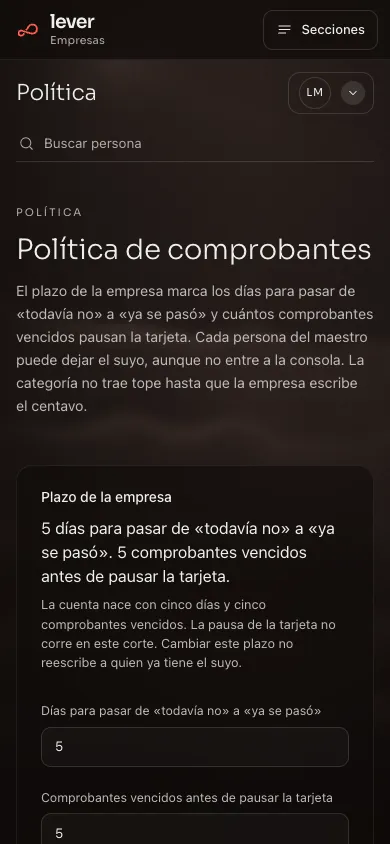 lever
Empresas
Secciones
Política
LM
Buscar persona
POLÍTICA
Política de comprobantes
El plazo de la empresa marca los días para pasar de
«todavía no» a «ya se pasó» y cuántos comprobantes
vencidos pausan la tarjeta. Cada persona del maestro
puede dejar el suyo, aunque no entre a la consola. La
categoría no trae tope hasta que la empresa escribe
el centavo.
Plazo de la empresa
5 días para pasar de «todavía no» a «ya
se pasó». 5 comprobantes vencidos
antes de pausar la tarjeta.
La cuenta nace con cinco días y cinco
comprobantes vencidos. La pausa de la tarjeta no
corre en este corte. Cambiar este plazo no
reescribe a quien ya tiene el suyo.
Días para pasar de «todavía no» a «ya se pasó»
5
Comprobantes vencidos antes de pausar la tarjeta
5